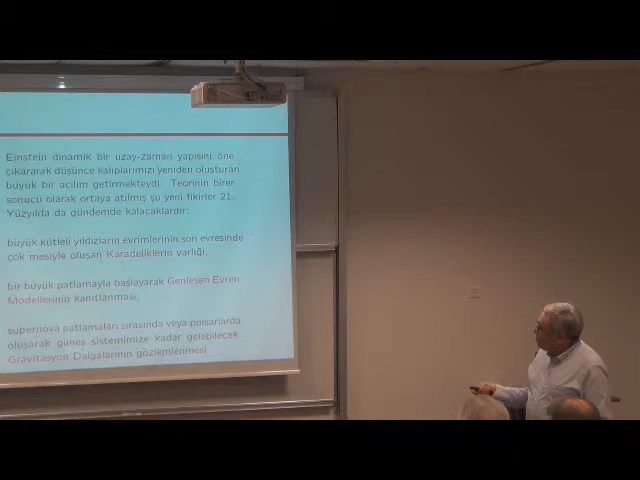 Einstein dinamik bir uzay-zaman yapısını öne
çıkararak düşünce kalıplarımızı yeniden oluşturan
büyük bir açılım getirmekteydi. Teorinin birer
sonucu olarak ortaya atılmış şu yeni fikirler 21.
Yüzyılda da gündemde kalacaklardır:
büyük kütleli yıldızların evrimlerinin son evresinde
çok mesiyle oluşan Karadeliklerin varlığı,
bir büyük patlamayla başlayarak Genleşen Evren
Modellerinin kanıtlanması,
supernova patlamaları sırasında veya pulsarlarda
oluşarak güneş sistemimize kadar gelebilecek
Gravitasyon Dalgalarının gözlemlenmesi